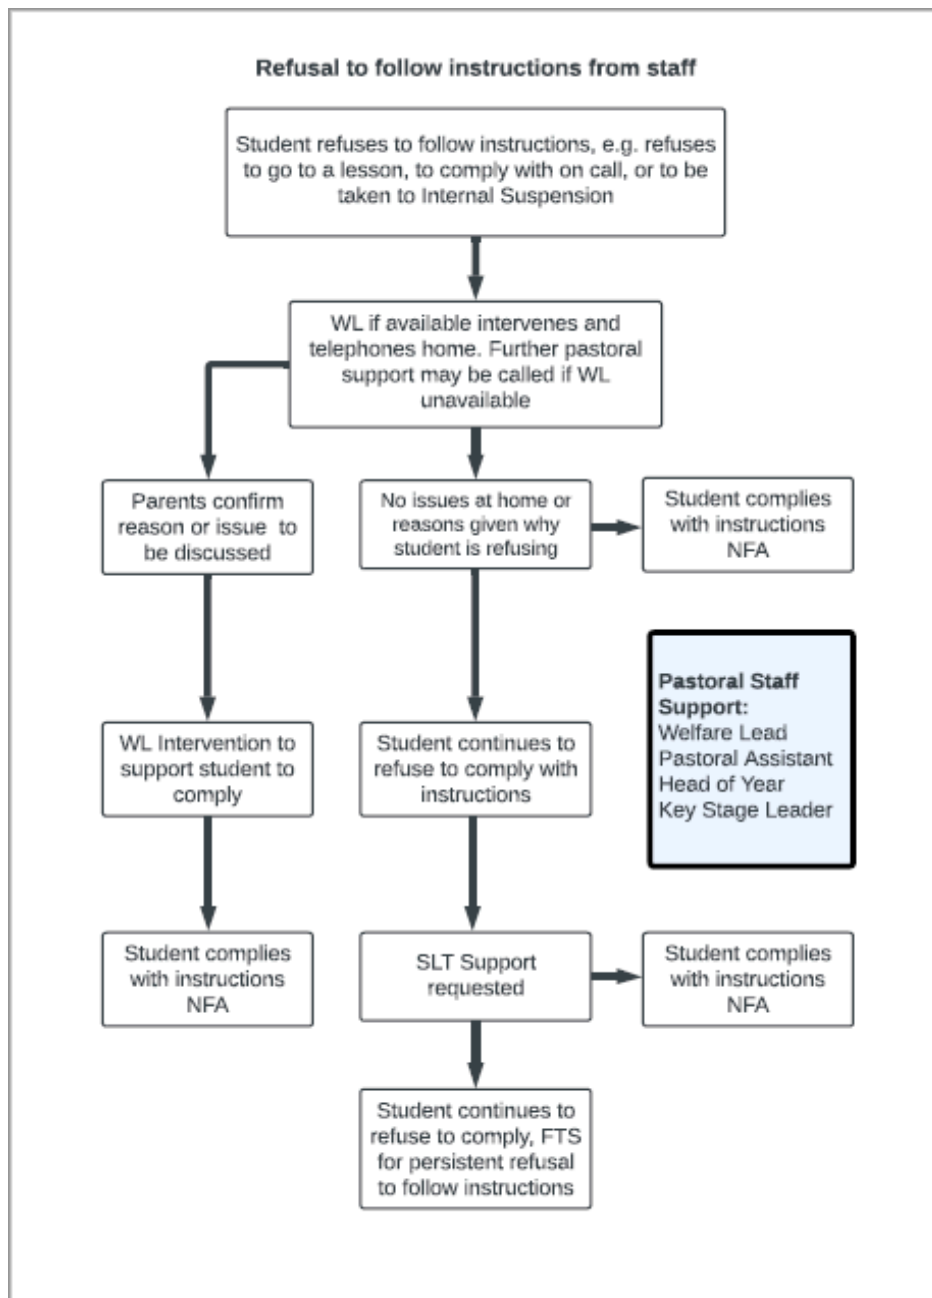 Refusal to follow instructions from staff
Student refuses to follow instructions, e.g. refuses
to go to a lesson, to comply with on call, or to be
taken to Internal Suspension
WL if available intervenes and
telephones home. Further pastoral
support may be called if WL
unavailable
Parents confirm
reason or issue to
be discussed
No issues at home or
reasons given why
student is refusing
Student complies
with instructions
NFA
Pastoral Staff
Support:
Welfare Lead
Pastoral Assistant
Head of Year
Key Stage Leader
WL Intervention to
support student to
comply
Student continues to
refuse to comply with
instructions
Student complies
with instructions
NFA
SLT Support
requested
Student complies
with instructions
NFA
Student continues to
refuse to comply, FTS
for persistent refusal
to follow instructions